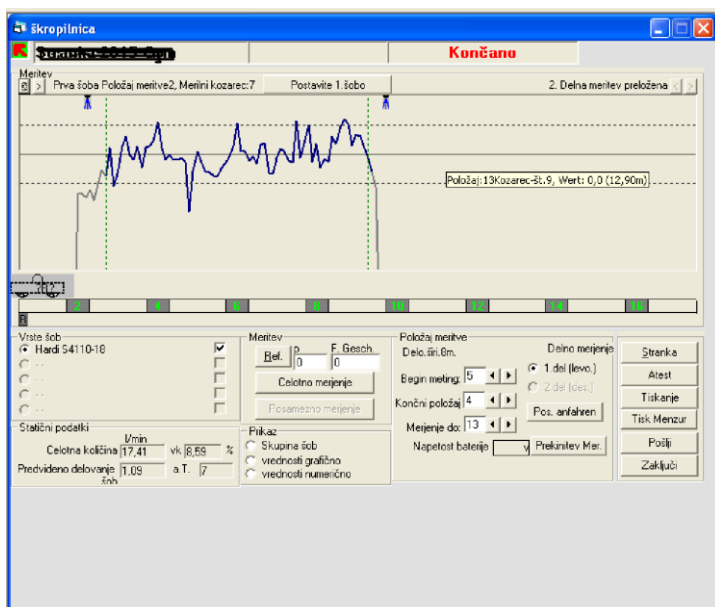 škropilnica
Končano
Meritev
> Prva šoba Položaj meritve2, Merilni kozarec:7 Postavite 1.šobo 2. Delna meritev preložena < >
Položaj:13Kozarec-št.9, Wert: 0,0 (12,90m)
2 4 6 8 10 12 14 16
R
Vrste šob
Hardi S4110-18
. .
. .
. .
Meritev
Ref. p F. Gesch.
0 0
Celotno merjenje
Posamezno merjenje
Položaj meritve
Delo.širi.8m. Delno merjenje
Begin meting: 5 1.del (levo.)
2.del (des.)
Končni položaj 4
Pos. anfahren
Merjenje do: 13
Napetost baterije v Prekinitev Mer.
Stranka
Atest
Tiskanje
Tisk Menzur
Pošlji
Zaključi
Statični podatki
l/min
Celotna količina 17,41 vk 8,59 %
Predvideno delovanje 1,09 a.T. 7
šob
Prikaz
Skupina šob
vrednosti grafično
vrednosti numerično